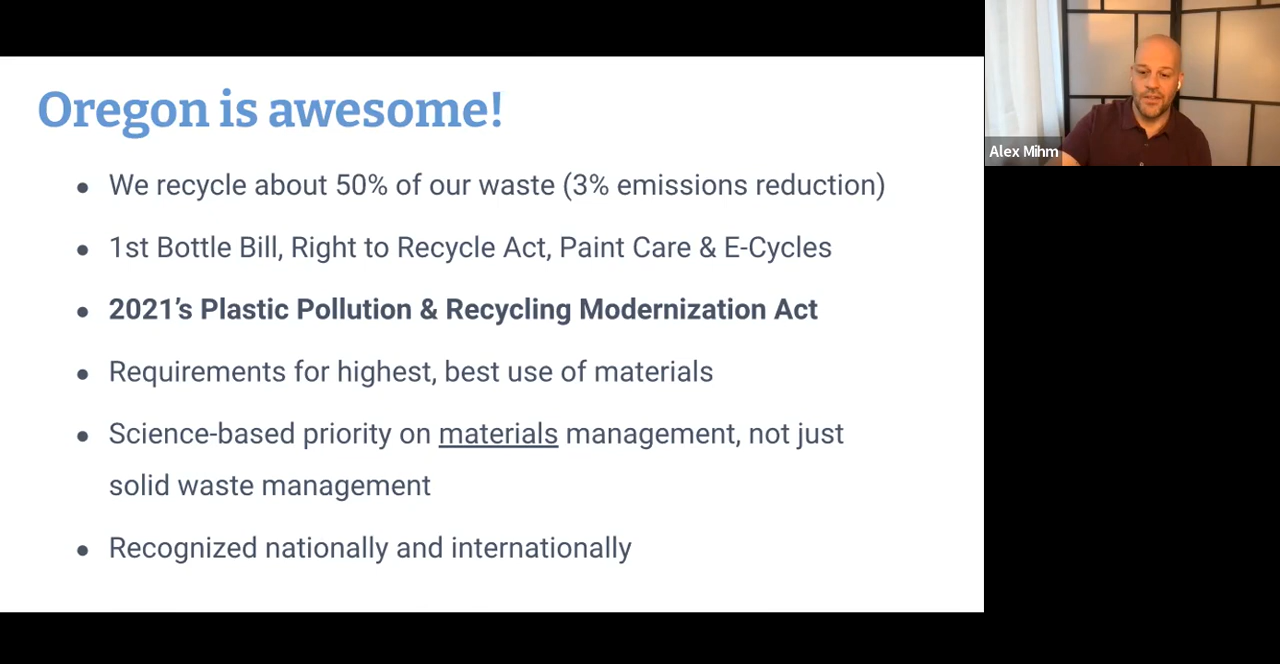 Oregon is awesome!
● We recycle about 50% of our waste (3% emissions reduction)
● 1st Bottle Bill, Right to Recycle Act, Paint Care & E-Cycles
● 2021’s Plastic Pollution & Recycling Modernization Act
● Requirements for highest, best use of materials
● Science-based priority on materials management, not just
solid waste management
● Recognized nationally and internationally
Alex Mihm